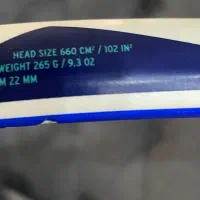 HEAD SIZE 660 CM² / 102 IN²
WEIGHT 265 G / 9.3 OZ
M 22 MM